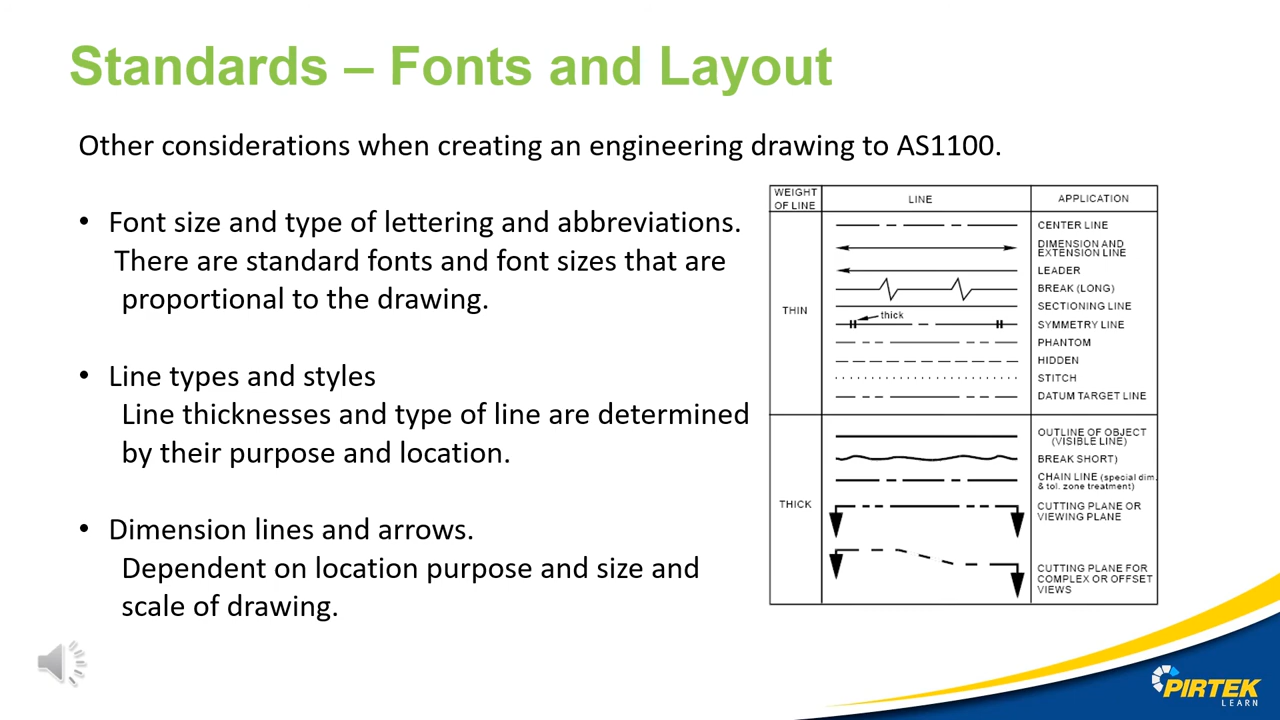 Standards – Fonts and Layout
Other considerations when creating an engineering drawing to AS1100.
• Font size and type of lettering and abbreviations.
There are standard fonts and font sizes that are
proportional to the drawing.
• Line types and styles
Line thicknesses and type of line are determined
by their purpose and location.
• Dimension lines and arrows.
Dependent on location purpose and size and
scale of drawing.
WEIGHT
OF LINE
LINE
APPLICATION
THIN
CENTER LINE
DIMENSION AND
EXTENSION LINE
LEADER
BREAK (LONG)
SECTIONING LINE
thick
SYMMETRY LINE
PHANTOM
HIDDEN
STITCH
DATUM TARGET LINE
THICK
OUTLINE OF OBJECT
(VISIBLE LINE)
BREAK SHORT)
CHAIN LINE (special dim.
& tol. zone treatment)
CUTTING PLANE OR
VIEWING PLANE
CUTTING PLANE FOR
COMPLEX OR OFFSET
VIEWS
PIRTEK
LEARN